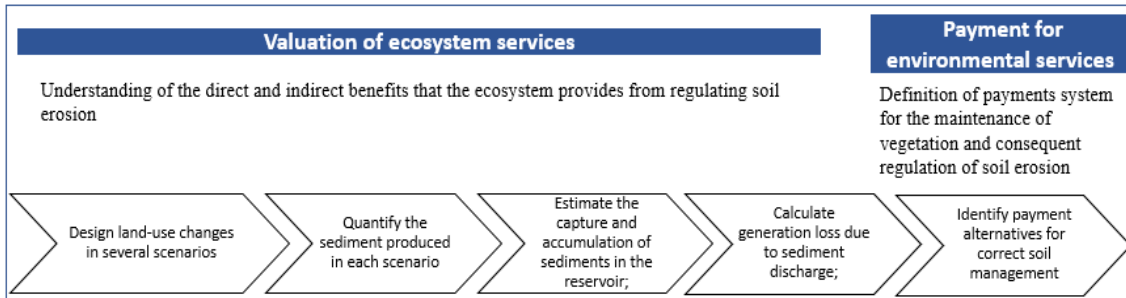 Valuation of ecosystem services
Payment for
environmental services
Understanding of the direct and indirect benefits that the ecosystem provides from regulating soil
erosion
Definition of payments system
for the maintenance of
vegetation and consequent
regulation of soil erosion
Design land-use changes
in several scenarios
Quantify the
sediment produced
in each scenario
Estimate the
capture and
accumulation of
sediments in the
reservoir;
Calculate
generation loss due
to sediment
discharge;
Identify payment
alternatives for
correct soil
management